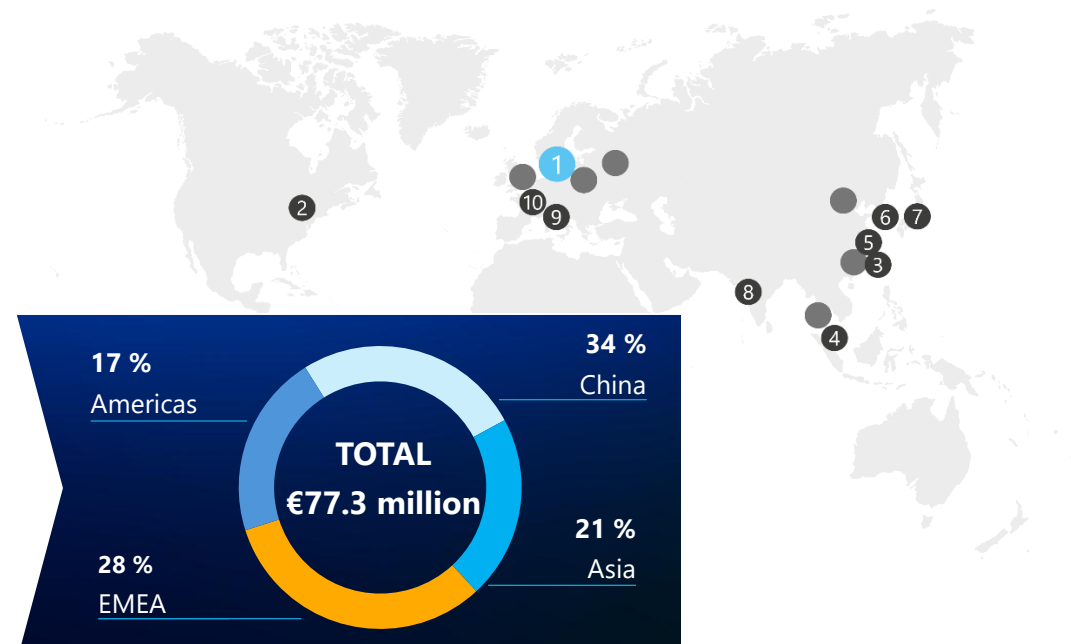 1
2
10
9
6
7
5
3
8
4
17 %
Americas
34 %
China
TOTAL
€77.3 million
21 %
Asia
28 %
EMEA